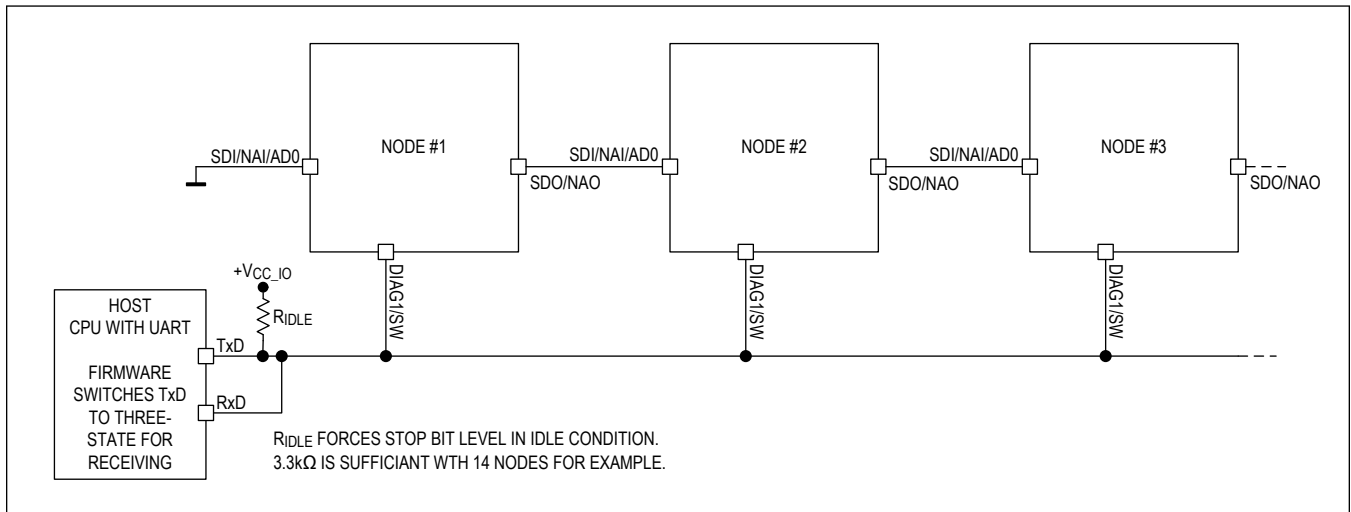 NODE #1
NODE #2
NODE #3
SDI/NAI/AD0
SDO/NAO
SDI/NAI/AD0
SDO/NAO
SDI/NAI/AD0
SDO/NAO
DIAG1/SW
DIAG1/SW
DIAG1/SW
+VCC_IO
RIDLE
HOST
CPU WITH UART
FIRMWARE
SWITCHES TxD
TO THREE-
STATE FOR
RECEIVING
TxD
RxD
RIDLE FORCES STOP BIT LEVEL IN IDLE CONDITION.
3.3kΩ IS SUFFICIANT WTH 14 NODES FOR EXAMPLE.